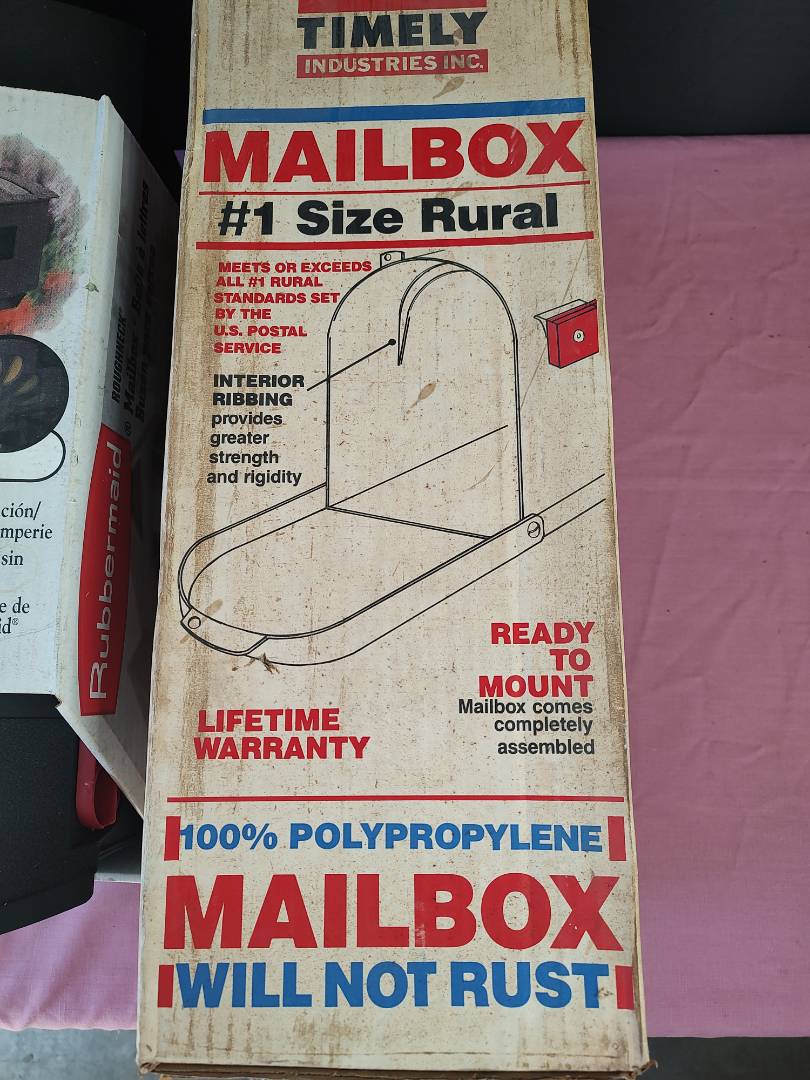 TIMELY
INDUSTRIES INC.
MAILBOX
#1 Size Rural
MEETS OR EXCEEDS
ALL #1 RURAL
STANDARDS SET
BY THE
U.S. POSTAL
SERVICE
INTERIOR
RIBBING
provides
greater
strength
and rigidity
READY
TO
MOUNT
Mailbox comes
completely
assembled
LIFETIME
WARRANTY
100% POLYPROPYLENE
MAILBOX
WILL NOT RUST
Rubbermaid®
ROUGHNECK
ción/
mperie
sin
e de
id®